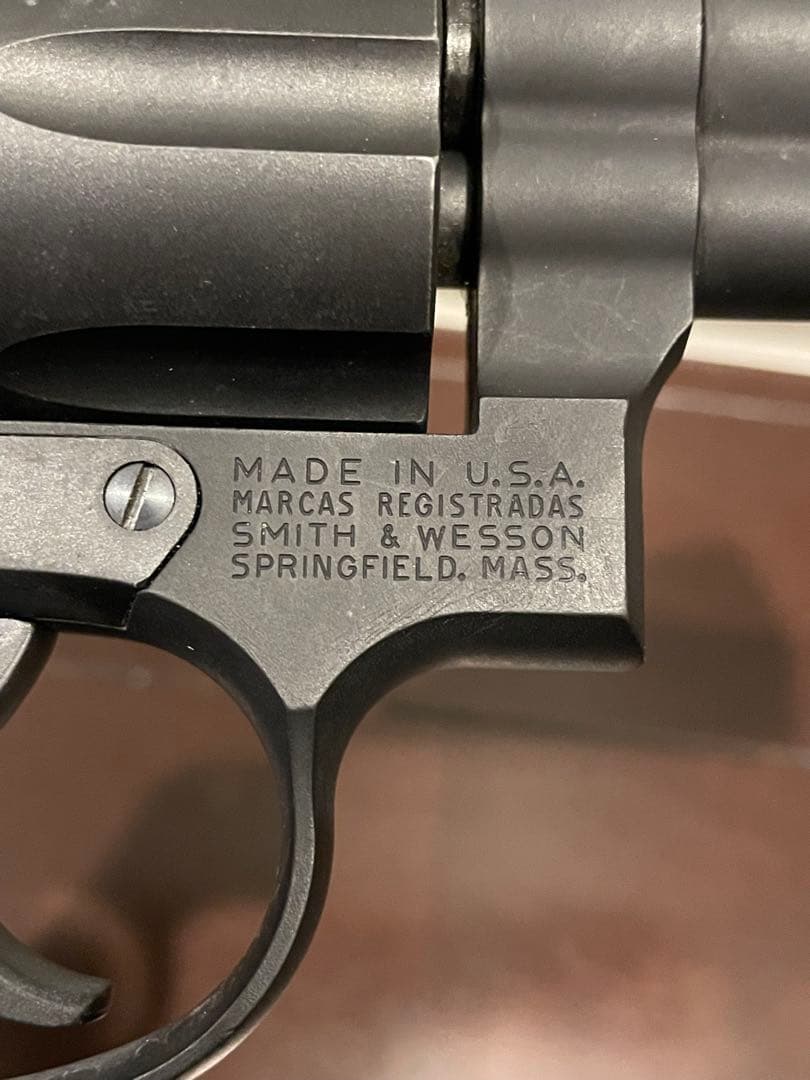 MADE IN U.S.A.
MARCAS REGISTRADAS
SMITH & WESSON
SPRINGFIELD. MASS.